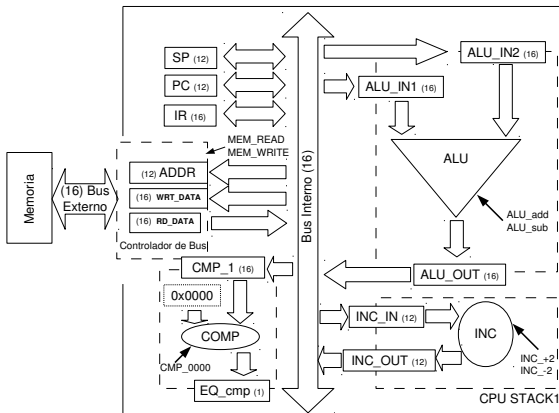 SP (12)
PC (12)
IR (16)
MEM_READ
MEM_WRITE
(12) ADDR
(16) WRT_DATA
(16) RD_DATA
Controlador de Bus
Memoria
(16) Bus
Externo
Bus Interno (16)
ALU_IN2 (16)
ALU_IN1 (16)
ALU
ALU_add
ALU_sub
ALU_OUT (16)
CMP_1 (16)
0x0000
COMP
CMP_0000
EQ_cmp (1)
INC_IN (12)
INC
INC_OUT (12)
INC_+2
INC_-2
CPU STACK1